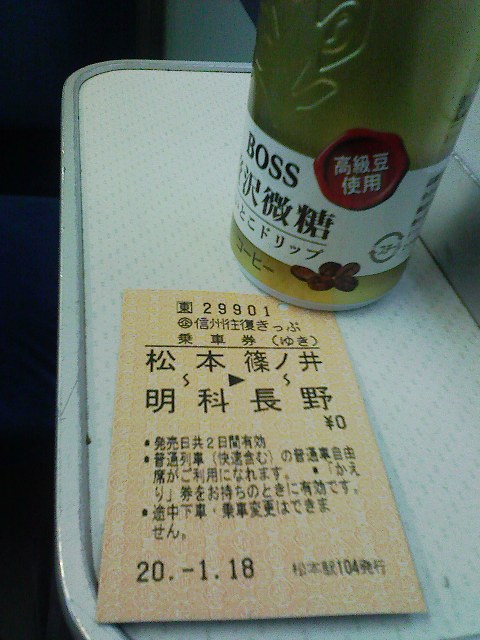 BOSS
贅沢微糖
いいとこドリップ
コーヒー
高級豆
使用
東 29901
企 信州往復きっぷ
乗車券 (ゆき)
松本 篠ノ井
〜 ▶ 〜
明科 長野
¥0
•発売日共2日間有効
•普通列車(快速含む)の普通車自由
席がご利用になれます。 •「かえ
り」券をお持ちのときに有効です。
•途中下車・乗車変更はできま
せん。
20.-1.18 松本駅104発行